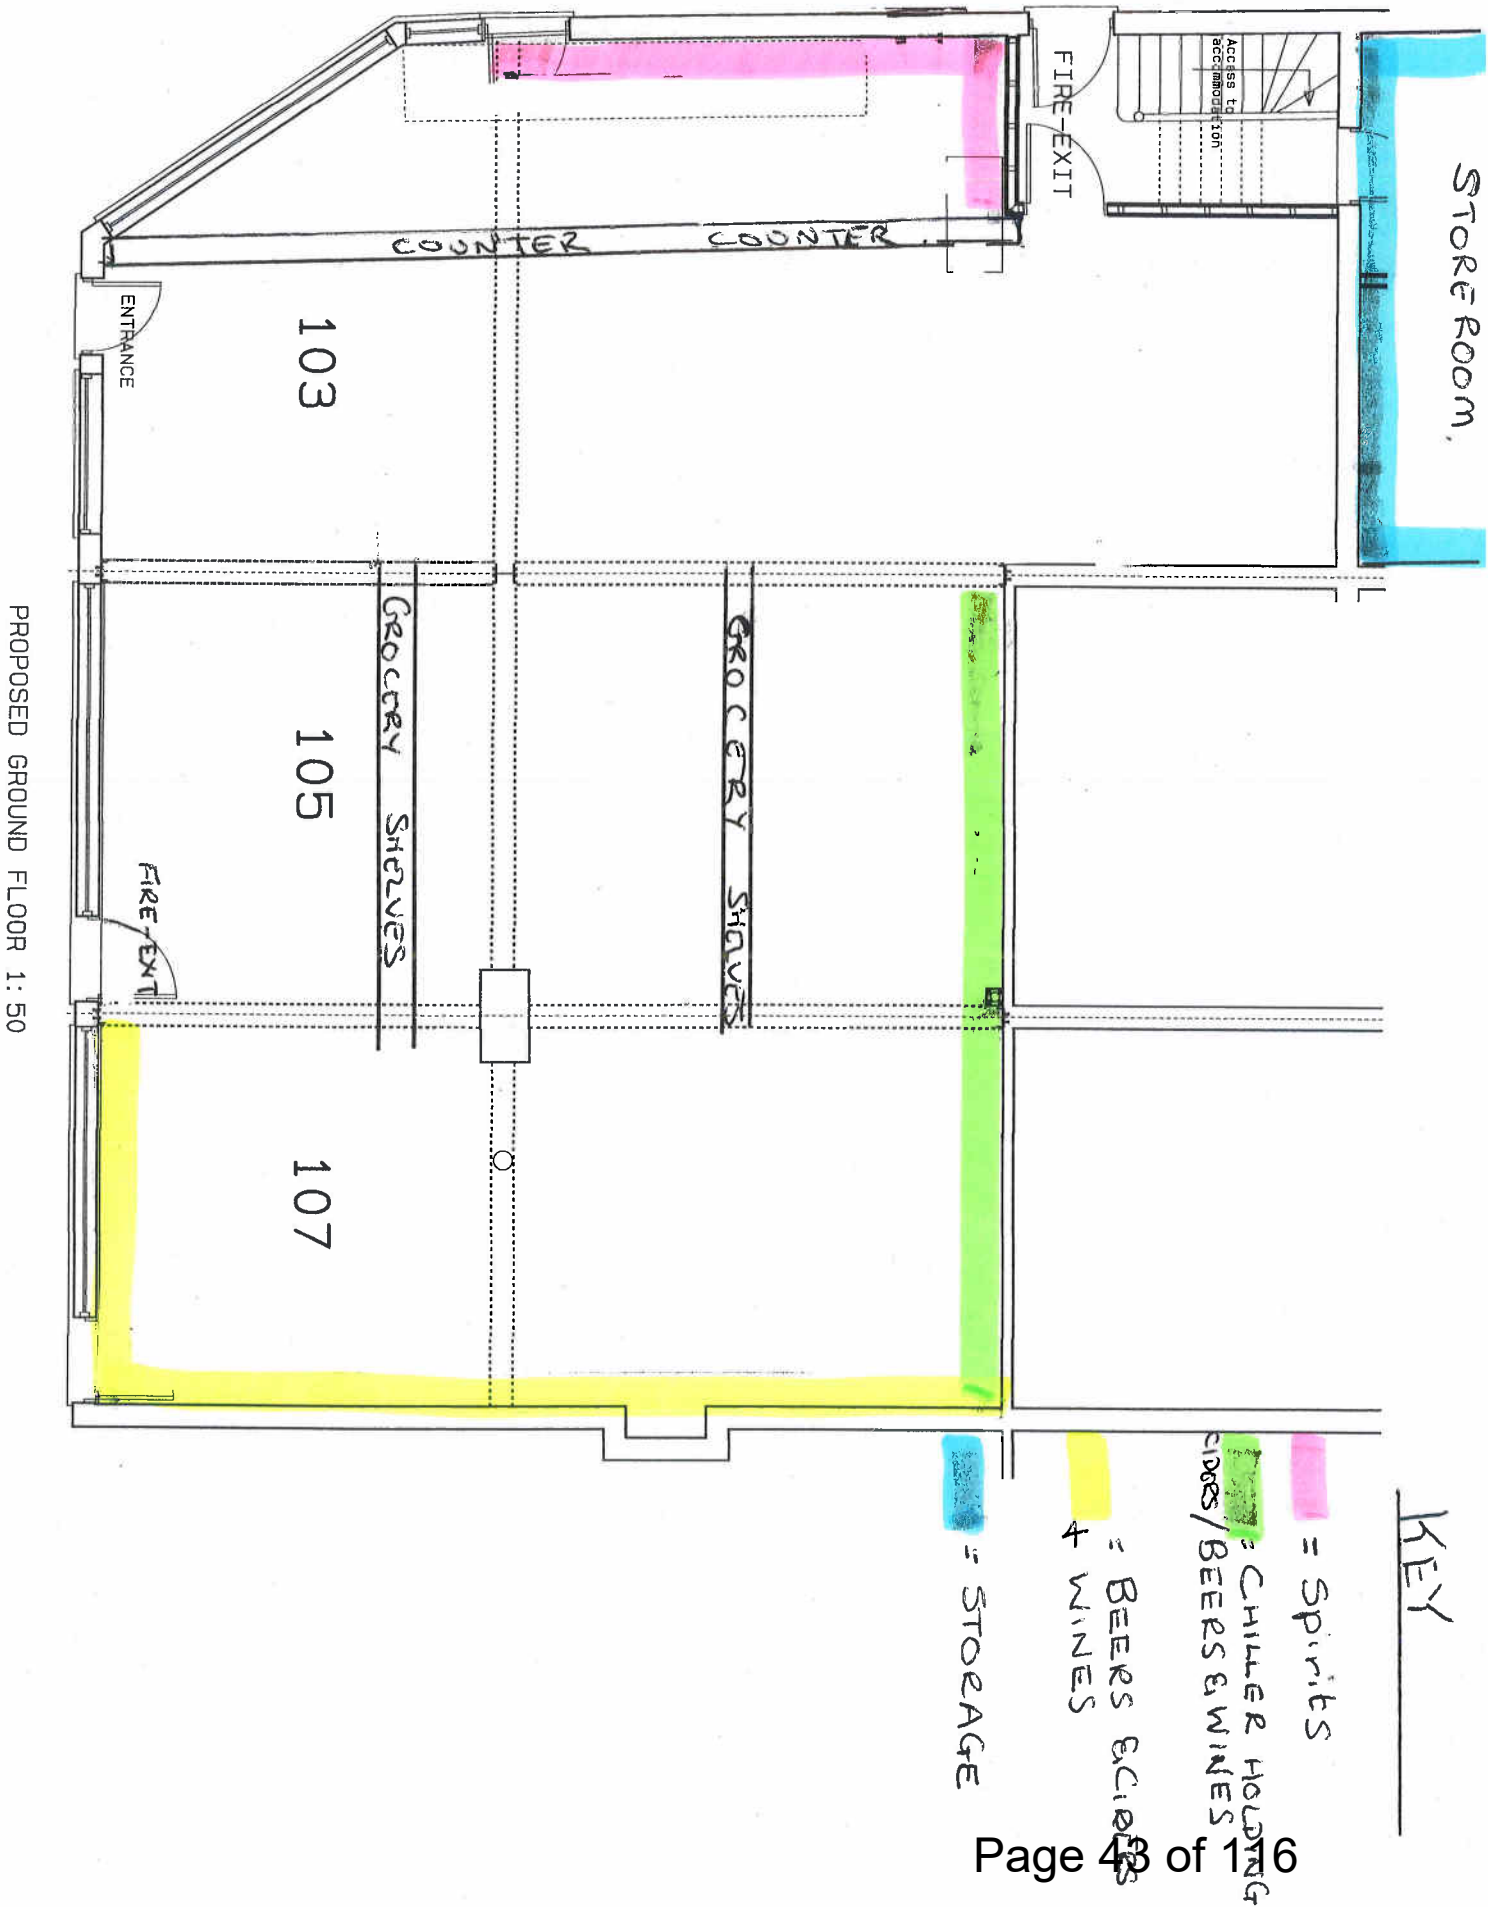 STORE ROOM.
Access to
accommodation
FIRE-EXIT
COUNTER COUNTER
ENTRANCE
103
GROCERY SHELVES
GROCERY SHELVES
105
FIRE-EXIT
107
PROPOSED GROUND FLOOR 1:50
KEY
= Spirits
= CHILLER HOLDING
CIDERS/BEERS & WINES
= BEERS & CIDERS
+ WINES
= STORAGE
Page 43 of 116